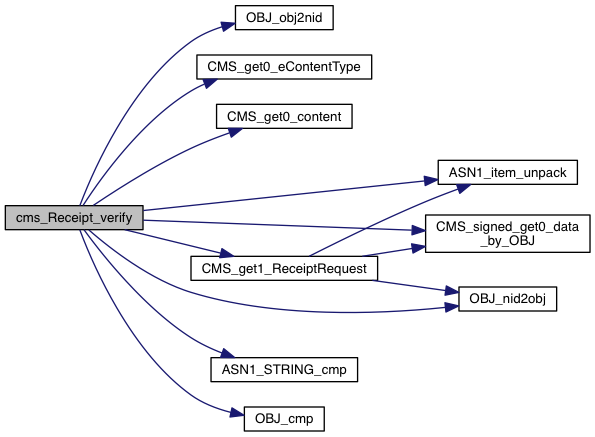 OBJ_obj2nid
CMS_get0_eContentType
CMS_get0_content
ASN1_item_unpack
cms_Receipt_verify
CMS_signed_get0_data
_by_OBJ
CMS_get1_ReceiptRequest
OBJ_nid2obj
ASN1_STRING_cmp
OBJ_cmp